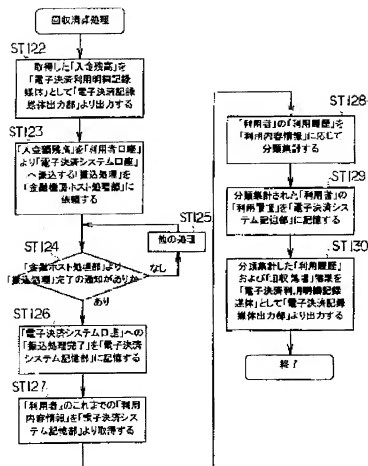 回収清点処理
ST122
取得した「入金残高」を
「電子決済利用明細記録
媒体」として「電子決済記録
媒体出力部」より出力する
ST123
「入金額残高」を「利用者口座」
より「電子決済システム口座」
へ振込する「振込処理」を
「金融機関ホスト処理部」に
依頼する
ST125
他の処理
ST124
「金融ホスト処理部」より
「振込処理」完了の通知がありか
なし
あり
ST126
「電子決済システム口座」への
「振込処理完了」を「電子決済
システム記憶部」に記憶する
ST127
「利用者」のこれまでの「利用
内容情報」を「電子決済シス
テム記憶部」より取得する
ST128
「利用者」の「利用履歴」を
「利用内容情報」に応じて
分類集計する
ST129
分類集計された「利用者」の
「利用履歴」を「電子決済シス
テム記憶部」に記憶する
ST130
分類集計した「利用履歴」
および「回収処理」結果を
「電子決済利用明細記録
媒体」として「電子決済記録
媒体出力部」より出力する
終了